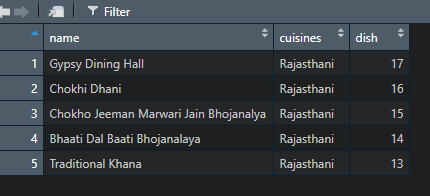 Filter
name cuisines dish
1 Gypsy Dining Hall Rajasthani 17
2 Chokhi Dhani Rajasthani 16
3 Chokho Jeeman Marwari Jain Bhojanalya Rajasthani 15
4 Bhaati Dal Baati Bhojanalaya Rajasthani 14
5 Traditional Khana Rajasthani 13